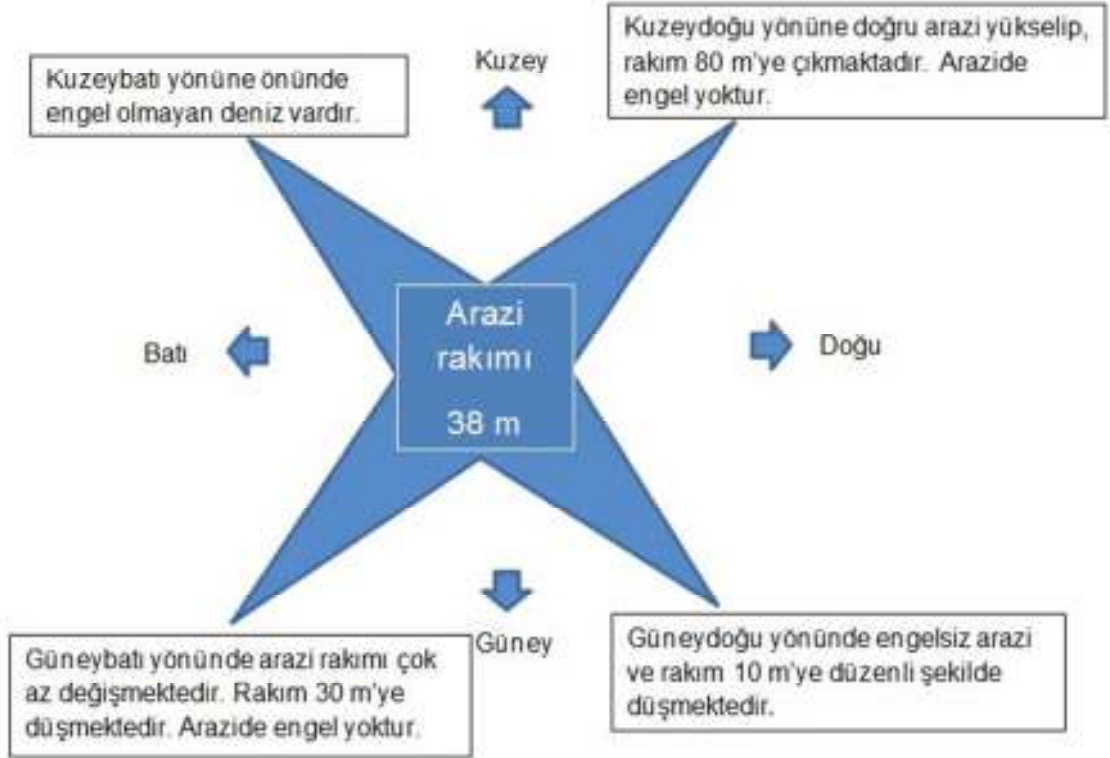 Kuzeydoğu yönüne doğru arazi yükselip,
rakım 80 m'ye çıkmaktadır. Arazide
engel yoktur.
Kuzey
Kuzeybatı yönüne önünde
engel olmayan deniz vardır.
Arazi
rakımı
38 m
Batı
Doğu
Güney
Güneybatı yönünde arazi rakımı çok
az değişmektedir. Rakım 30 m'ye
düşmektedir. Arazide engel yoktur.
Güneydoğu yönünde engelsiz arazi
ve rakım 10 m'ye düzenli şekilde
düşmektedir.